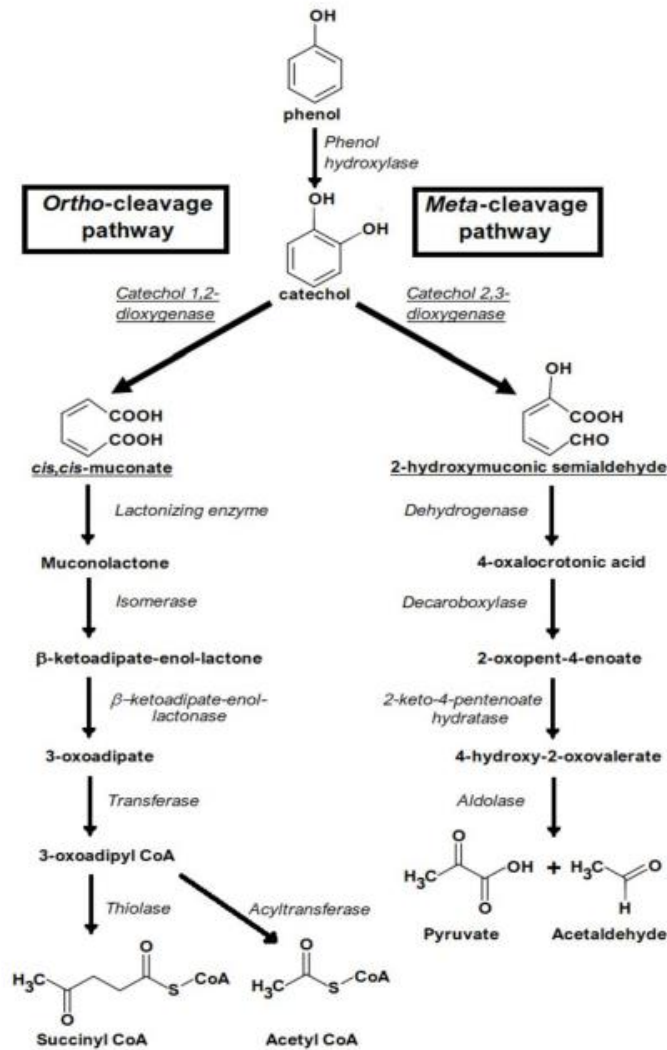 OH
phenol
Phenol
hydroxylase
Ortho-cleavage
pathway
Meta-cleavage
pathway
OH
OH
catechol
Catechol 1,2-
dioxygenase
Catechol 2,3-
dioxygenase
COOH
COOH
cis,cis-muconate
OH
COOH
CHO
2-hydroxymuconic semialdehyde
Lactonizing enzyme
Dehydrogenase
Muconolactone
4-oxalocrotonic acid
Isomerase
Decaroboxylase
β-ketoadipate-enol-lactone
2-oxopent-4-enoate
β-ketoadipate-enol-
lactonase
2-keto-4-pentenoate
hydratase
3-oxoadipate
4-hydroxy-2-oxovalerate
Transferase
Aldolase
3-oxoadipyl CoA
O
H₃C
OH
O
+
H₃C
O
H
Pyruvate
Acetaldehyde
Thiolase
Acyltransferase
O
H₃C
S
CoA
O
Succinyl CoA
O
H₃C
S
CoA
Acetyl CoA